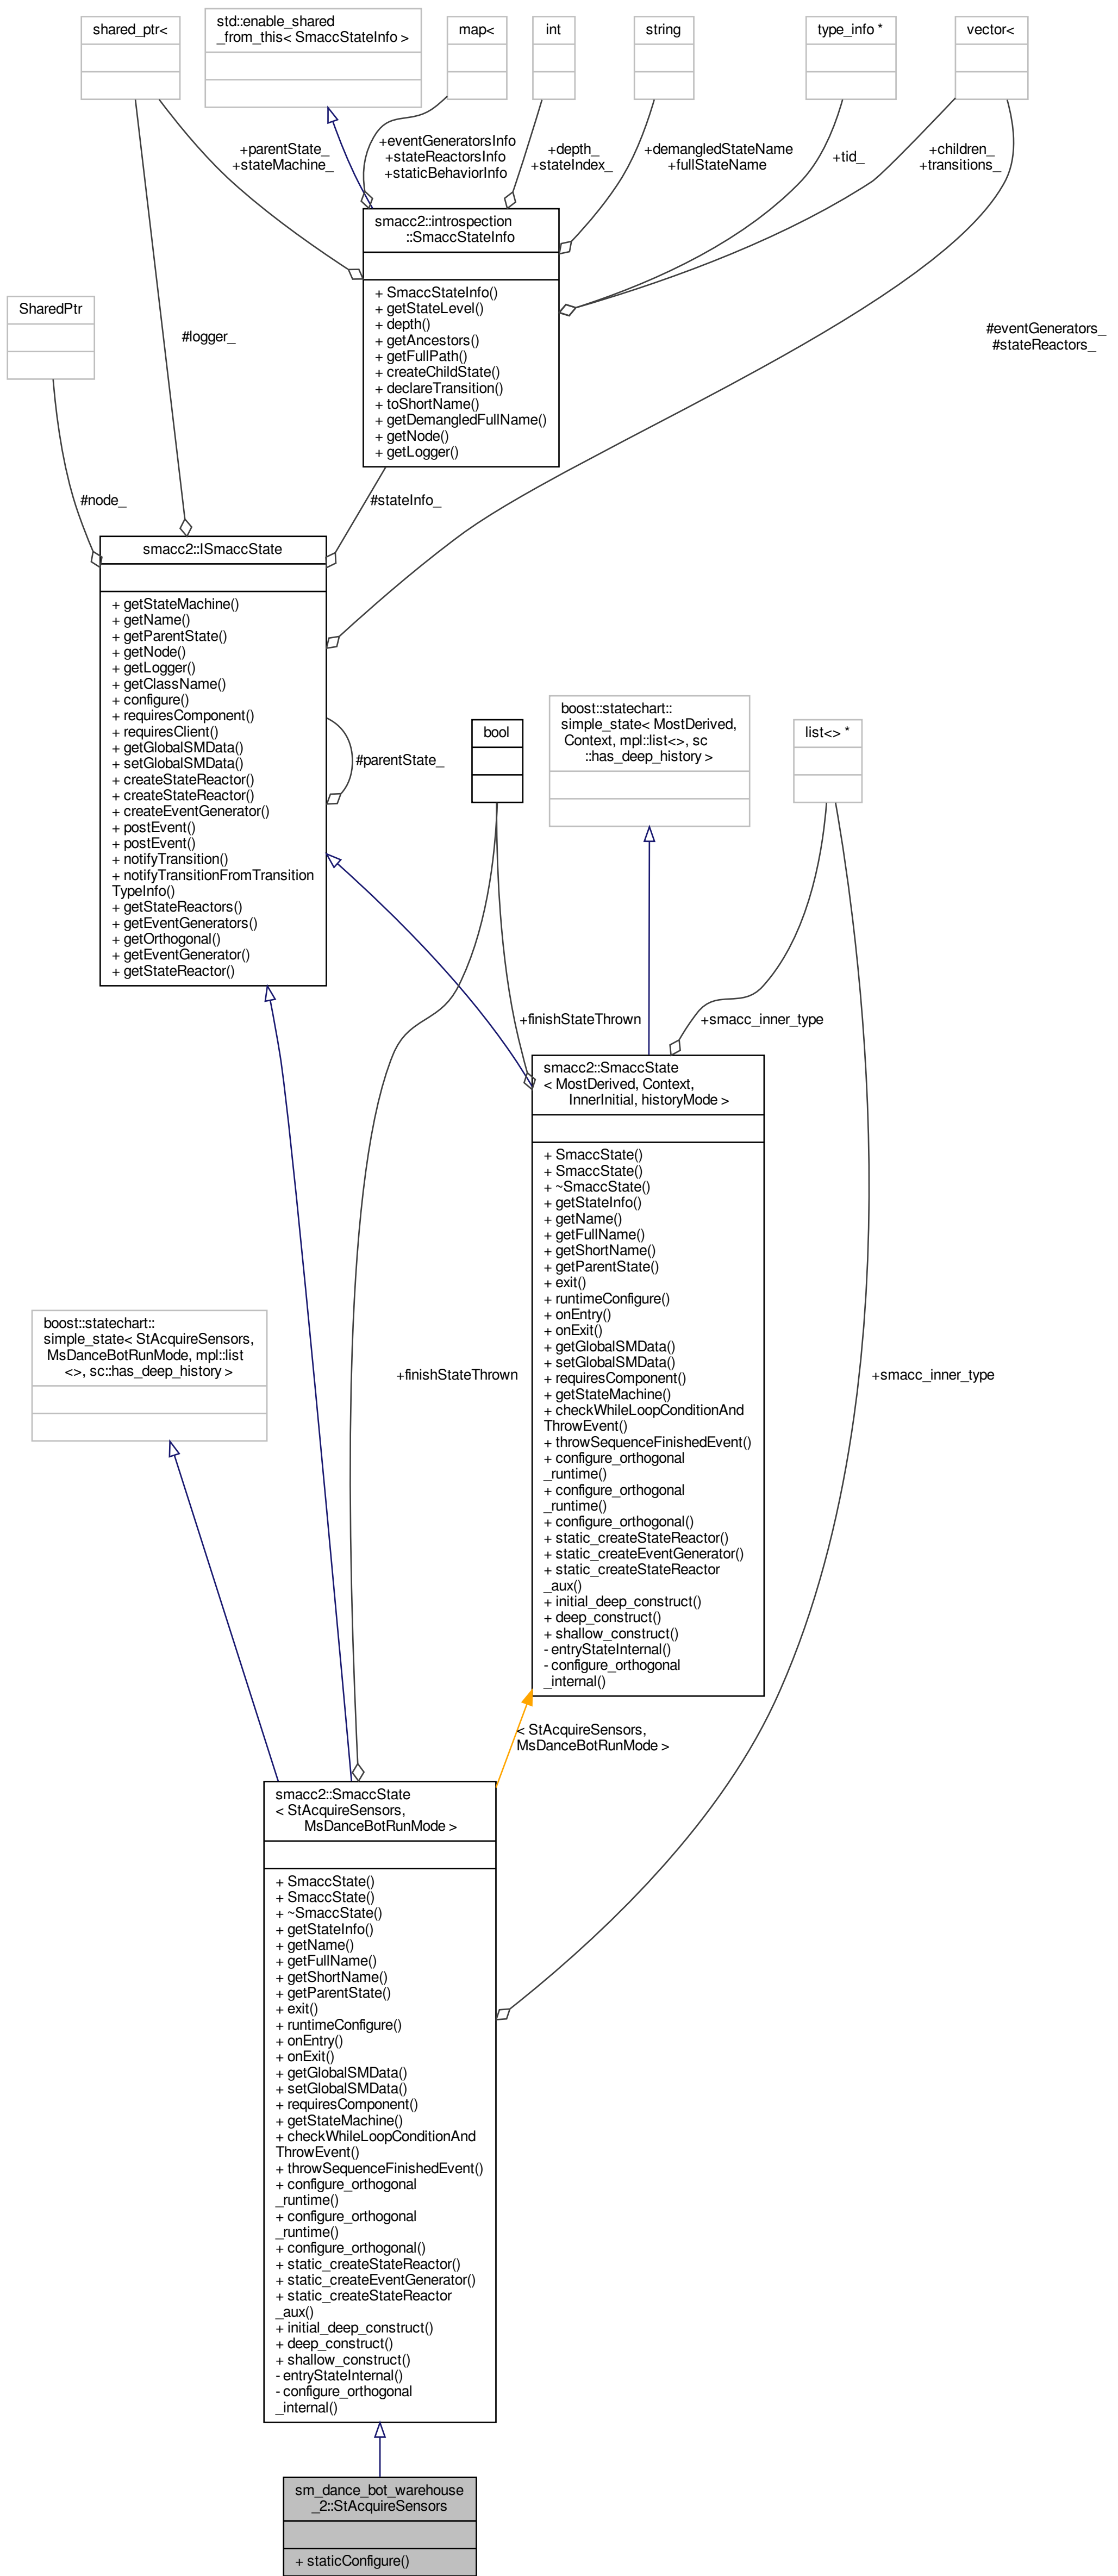 shared_ptr<
std::enable_shared
_from_this< SmaccStateInfo >
map<
int
string
type_info *
vector<
+parentState_
+stateMachine_
+eventGeneratorsInfo
+stateReactorsInfo
+staticBehaviorInfo
+depth_
+stateIndex_
+demangledStateName
+fullStateName
+tid_
+children_
+transitions_
smacc2::introspection
::SmaccStateInfo
+ SmaccStateInfo()
+ getStateLevel()
+ depth()
+ getAncestors()
+ getFullPath()
+ createChildState()
+ declareTransition()
+ toShortName()
+ getDemangledFullName()
+ getNode()
+ getLogger()
SharedPtr
#logger_
#eventGenerators_
#stateReactors_
#node_
#stateInfo_
smacc2::ISmaccState
+ getStateMachine()
+ getName()
+ getParentState()
+ getNode()
+ getLogger()
+ getClassName()
+ configure()
+ requiresComponent()
+ requiresClient()
+ getGlobalSMData()
+ setGlobalSMData()
+ createStateReactor()
+ createStateReactor()
+ createEventGenerator()
+ postEvent()
+ postEvent()
+ notifyTransition()
+ notifyTransitionFromTransition
TypeInfo()
+ getStateReactors()
+ getEventGenerators()
+ getOrthogonal()
+ getEventGenerator()
+ getStateReactor()
#parentState_
bool
boost::statechart::
simple_state< MostDerived,
Context, mpl::list<>, sc
::has_deep_history >
list<> *
+finishStateThrown
+smacc_inner_type
smacc2::SmaccState
< MostDerived, Context,
InnerInitial, historyMode >
+ SmaccState()
+ SmaccState()
+ ~SmaccState()
+ getStateInfo()
+ getName()
+ getFullName()
+ getShortName()
+ getParentState()
+ exit()
+ runtimeConfigure()
+ onEntry()
+ onExit()
+ getGlobalSMData()
+ setGlobalSMData()
+ requiresComponent()
+ getStateMachine()
+ checkWhileLoopConditionAnd
ThrowEvent()
+ throwSequenceFinishedEvent()
+ configure_orthogonal
_runtime()
+ configure_orthogonal
_runtime()
+ configure_orthogonal()
+ static_createStateReactor()
+ static_createEventGenerator()
+ static_createStateReactor
_aux()
+ initial_deep_construct()
+ deep_construct()
+ shallow_construct()
- entryStateInternal()
- configure_orthogonal
_internal()
boost::statechart::
simple_state< StAcquireSensors,
MsDanceBotRunMode, mpl::list
<>, sc::has_deep_history >
+finishStateThrown
+smacc_inner_type
< StAcquireSensors,
MsDanceBotRunMode >
smacc2::SmaccState
< StAcquireSensors,
MsDanceBotRunMode >
+ SmaccState()
+ SmaccState()
+ ~SmaccState()
+ getStateInfo()
+ getName()
+ getFullName()
+ getShortName()
+ getParentState()
+ exit()
+ runtimeConfigure()
+ onEntry()
+ onExit()
+ getGlobalSMData()
+ setGlobalSMData()
+ requiresComponent()
+ getStateMachine()
+ checkWhileLoopConditionAnd
ThrowEvent()
+ throwSequenceFinishedEvent()
+ configure_orthogonal
_runtime()
+ configure_orthogonal
_runtime()
+ configure_orthogonal()
+ static_createStateReactor()
+ static_createEventGenerator()
+ static_createStateReactor
_aux()
+ initial_deep_construct()
+ deep_construct()
+ shallow_construct()
- entryStateInternal()
- configure_orthogonal
_internal()
sm_dance_bot_warehouse
_2::StAcquireSensors
+ staticConfigure()